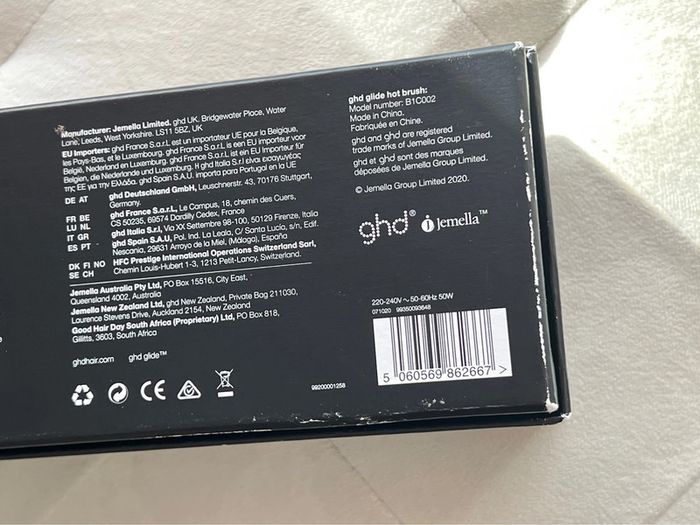 Manufacturer: Jemella Limited. ghd UK. Bridgewater Place, Water
Lane, Leeds, West Yorkshire. LS11 5BZ, UK
EU Importers: ghd France S.a.r.L est un importateur UE pour la Belgique,
les Pays-Bas, et le Luxembourg. ghd France S.a.r.L is een EU importeur voor
België, Nederland en Luxemburg. ghd France S.a.r.L ist ein EU Importeur für
Belgien, Niederlande und Luxemburg. Η ghd Italia S.r.l είναι εισαγωγέας
της ΕΕ για την Ελλάδα. ghd Spain S.A.U. importa para Portugal en la UE
DE AT
ghd Deutschland GmbH, Leuschnerstr. 43, 70176 Stuttgart,
Germany.
FR BE
LU NL
ghd France S.a.r.L, Le Campus, 18, chemin des Cuers,
CS 50235, 69574 Dardilly Cedex, France
IT GR
ghd Italia S.r.l, Via XX Settembre 98-100, 50129 Firenze, Italia
ES PT
ghd Spain S.A.U, Pol. Ind. La Leala, C/ Santa Lucía, s/n, Edif.
Nescania, 29631 Arroyo de la Miel, (Málaga), España
DK FI NO
SE CH
HFC Prestige International Operations Switzerland Sarl,
Chemin Louis-Hubert 1-3, 1213 Petit-Lancy, Switzerland.
Jemella Australia Pty Ltd, PO Box 15516, City East,
Queensland 4002, Australia
Jemella New Zealand Ltd, ghd New Zealand, Private Bag 211030,
Laurence Stevens Drive, Auckland 2154, New Zealand
Good Hair Day South Africa (Proprietary) Ltd, PO Box 818,
Gillitts, 3603, South Africa
ghdhair.com ghd glide™
CE
99200001258
ghd glide hot brush:
Model number: B1C002
Made in China.
Fabriquée en Chine.
ghd and ghd are registered
trade marks of Jemella Group Limited.
ghd et ghd sont des marques
déposées de Jemella Group Limited.
© Jemella Group Limited 2020.
ghd® j Jemella™
220-240V ~ 50-60Hz 50W
071020 99350093648
5 060569 862667 >